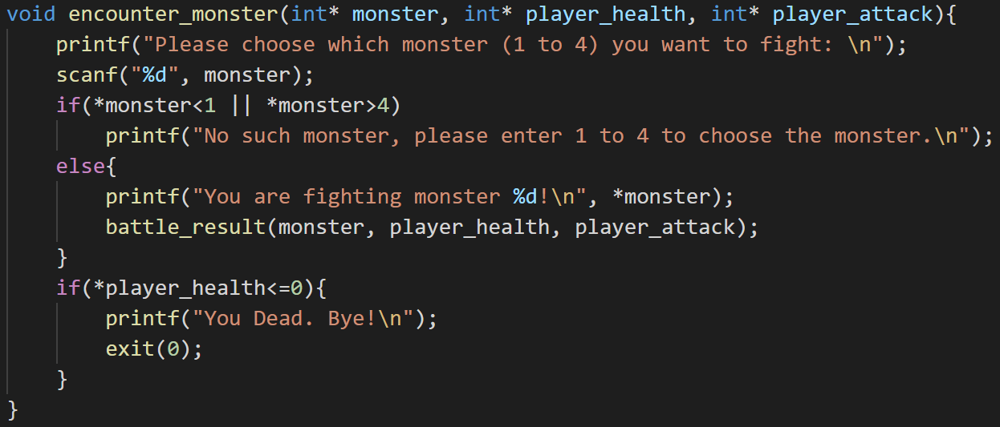 void encounter_monster(int* monster, int* player_health, int* player_attack){
    printf("Please choose which monster (1 to 4) you want to fight: \n");
    scanf("%d", monster);
    if(*monster<1 || *monster>4)
        printf("No such monster, please enter 1 to 4 to choose the monster.\n");
    else{
        printf("You are fighting monster %d!\n", *monster);
        battle_result(monster, player_health, player_attack);
    }
    if(*player_health<=0){
        printf("You Dead. Bye!\n");
        exit(0);
    }
}